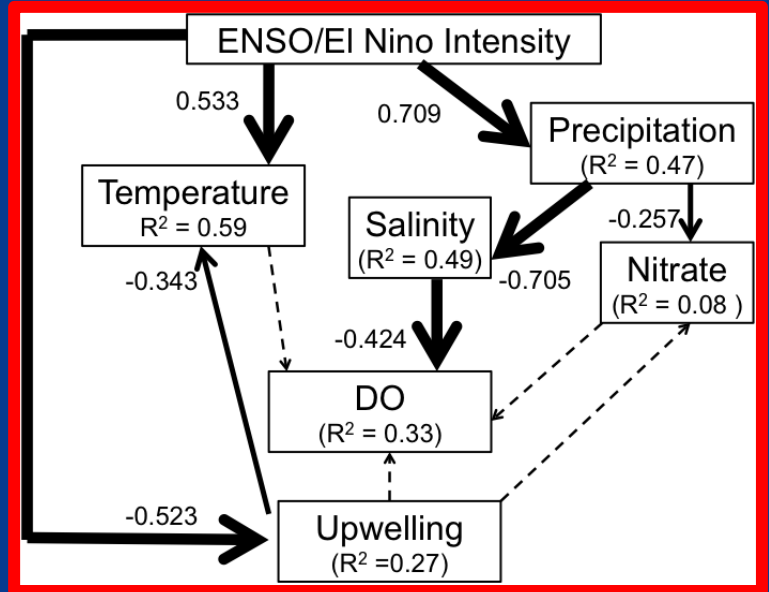 ENSO/El Nino Intensity
0.533
0.709
Precipitation
(R² = 0.47)
Temperature
R² = 0.59
Salinity
(R² = 0.49)
-0.257
-0.343
-0.705
Nitrate
(R² = 0.08 )
-0.424
DO
(R² = 0.33)
-0.523
Upwelling
(R² =0.27)